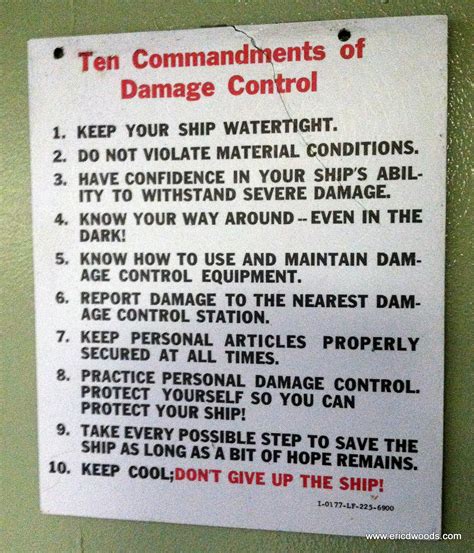 Ten Commandments of
Damage Control
1. KEEP YOUR SHIP WATERTIGHT.
2. DO NOT VIOLATE MATERIAL CONDITIONS.
3. HAVE CONFIDENCE IN YOUR SHIP'S ABIL-
ITY TO WITHSTAND SEVERE DAMAGE.
4. KNOW YOUR WAY AROUND--EVEN IN THE
DARK!
5. KNOW HOW TO USE AND MAINTAIN DAM-
AGE CONTROL EQUIPMENT.
6. REPORT DAMAGE TO THE NEAREST DAM-
AGE CONTROL STATION.
7. KEEP PERSONAL ARTICLES PROPERLY
SECURED AT ALL TIMES.
8. PRACTICE PERSONAL DAMAGE CONTROL.
PROTECT YOURSELF SO YOU CAN
PROTECT YOUR SHIP!
9. TAKE EVERY POSSIBLE STEP TO SAVE THE
SHIP AS LONG AS A BIT OF HOPE REMAINS.
10. KEEP COOL;DON'T GIVE UP THE SHIP!
I-0177-LF-225-6900
www.ericdwoods.com